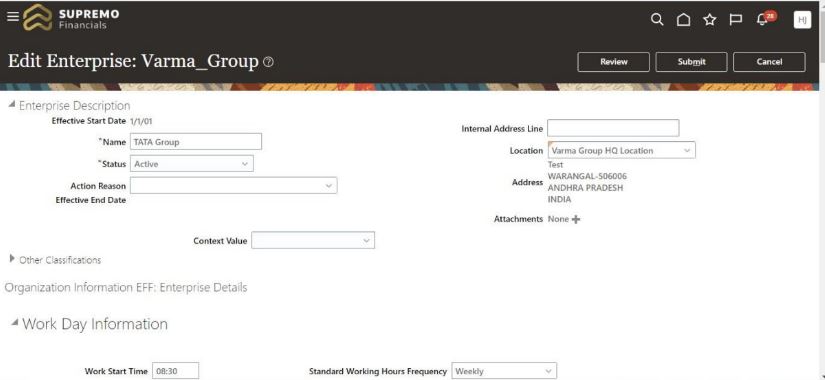 SUPREMO
Financials
28
HJ
Edit Enterprise: Varma_Group
Review
Submit
Cancel
Enterprise Description
Effective Start Date 1/1/01
*Name TATA Group
*Status Active
Action Reason
Effective End Date
Internal Address Line
Location Varma Group HQ Location
Address Test
WARANGAL-506006
ANDHRA PRADESH
INDIA
Attachments None
Context Value
Other Classifications
Organization Information EFF: Enterprise Details
Work Day Information
Work Start Time 08:30
Standard Working Hours Frequency Weekly